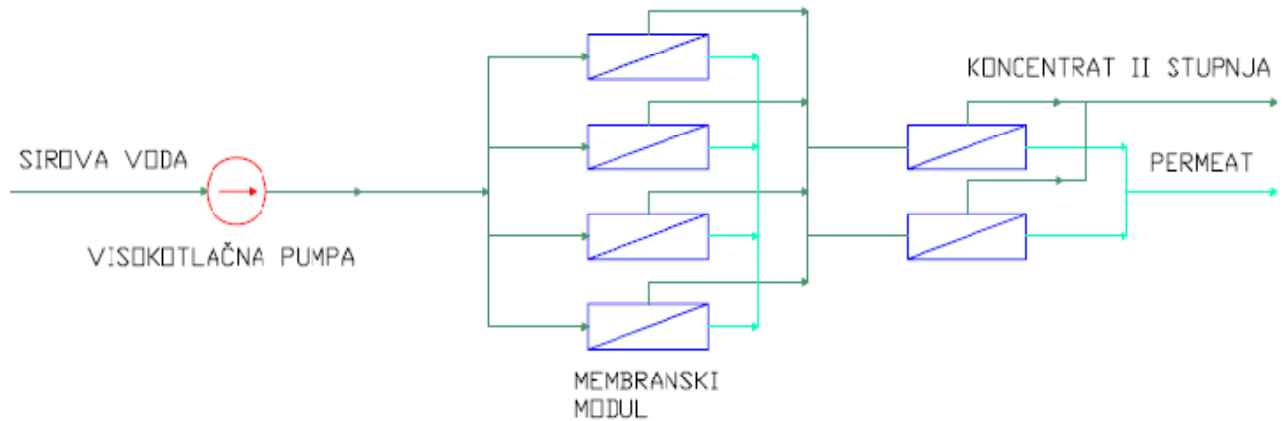 KONCENTRAT II STUPNJA
SIROVA VODA
PERMEAT
VISOKOTLAČNA PUMPA
MEMBRANSKI
MODUL